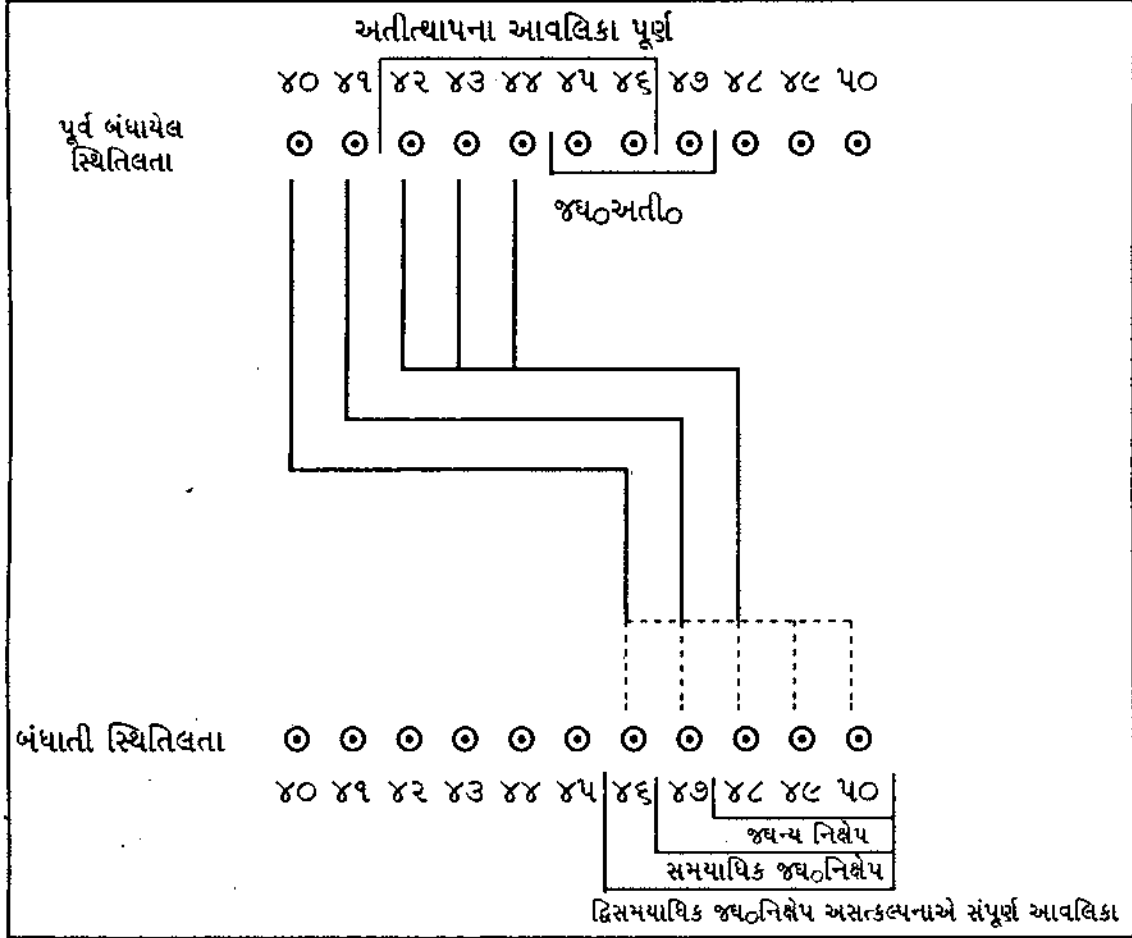 અતીત્થાપના આવલિકા પૂર્ણ
૪૦ ૪૧ ૪૨ ૪૩ ૪૪ ૪૫ ૪૬ ૪૭ ૪૮ ૪૯ ૫૦
પૂર્વ બંધાયેલ
સ્થિતિલતા
જઘ૦અતી૦
બંધાતી સ્થિતિલતા
૪૦ ૪૧ ૪૨ ૪૩ ૪૪ ૪૫ ૪૬ ૪૭ ૪૮ ૪૯ ૫૦
જઘન્ય નિક્ષેપ
સમયાધિક જઘ૦નિક્ષેપ
દ્વિસમયાધિક જઘ૦નિક્ષેપ અસત્કલ્પનાએ સંપૂર્ણ આવલિકા